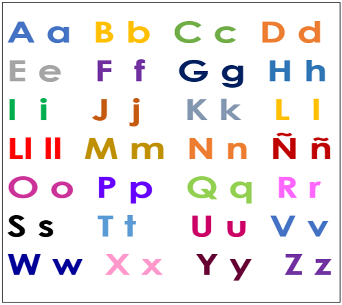 A a B b C c D d
E e F f G g H h
I i J j K k L l
Ll ll M m N n Ñ ñ
O o P p Q q R r
S s T t U u V v
W w X x Y y Z z